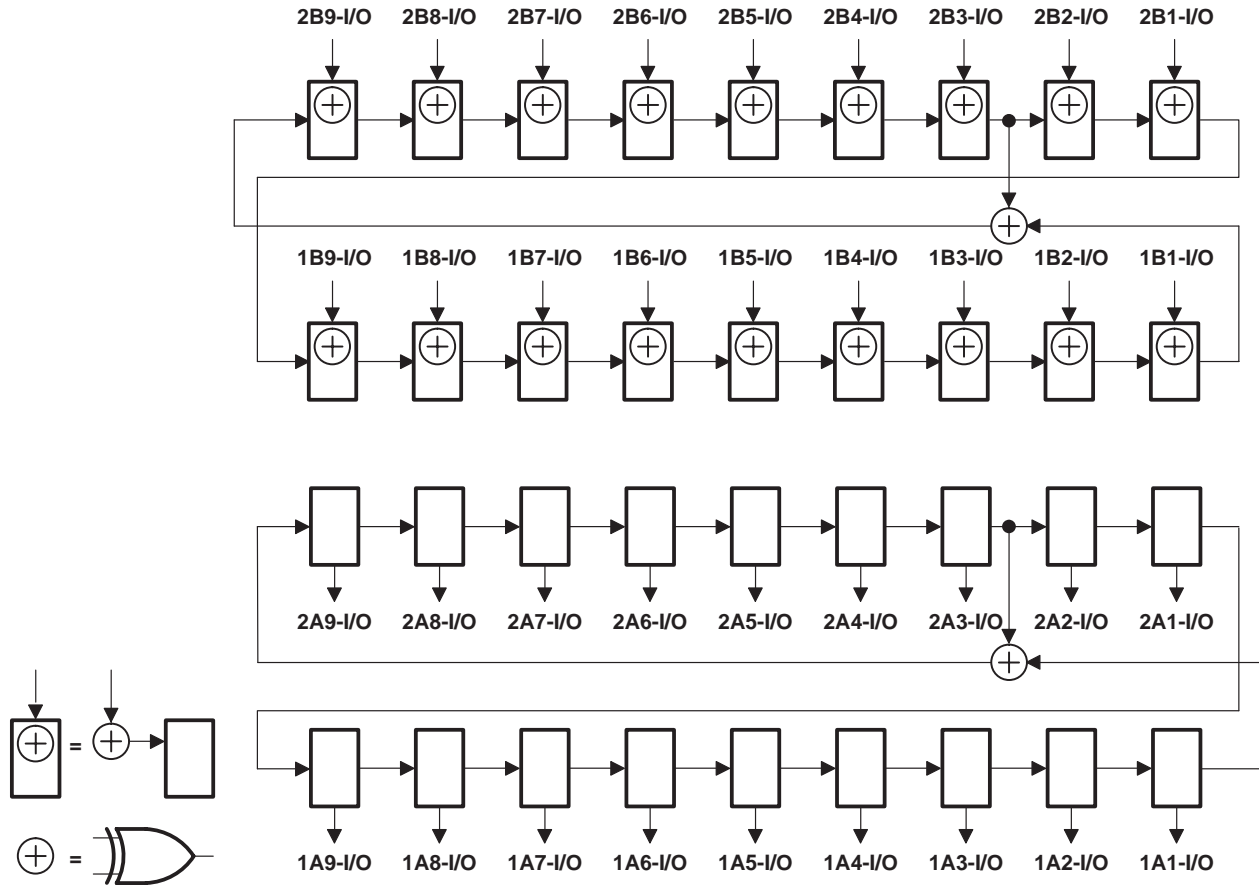 2B9-I/O 2B8-I/O 2B7-I/O 2B6-I/O 2B5-I/O 2B4-I/O 2B3-I/O 2B2-I/O 2B1-I/O
1B9-I/O 1B8-I/O 1B7-I/O 1B6-I/O 1B5-I/O 1B4-I/O 1B3-I/O 1B2-I/O 1B1-I/O
2A9-I/O 2A8-I/O 2A7-I/O 2A6-I/O 2A5-I/O 2A4-I/O 2A3-I/O 2A2-I/O 2A1-I/O
=
=
1A9-I/O 1A8-I/O 1A7-I/O 1A6-I/O 1A5-I/O 1A4-I/O 1A3-I/O 1A2-I/O 1A1-I/O